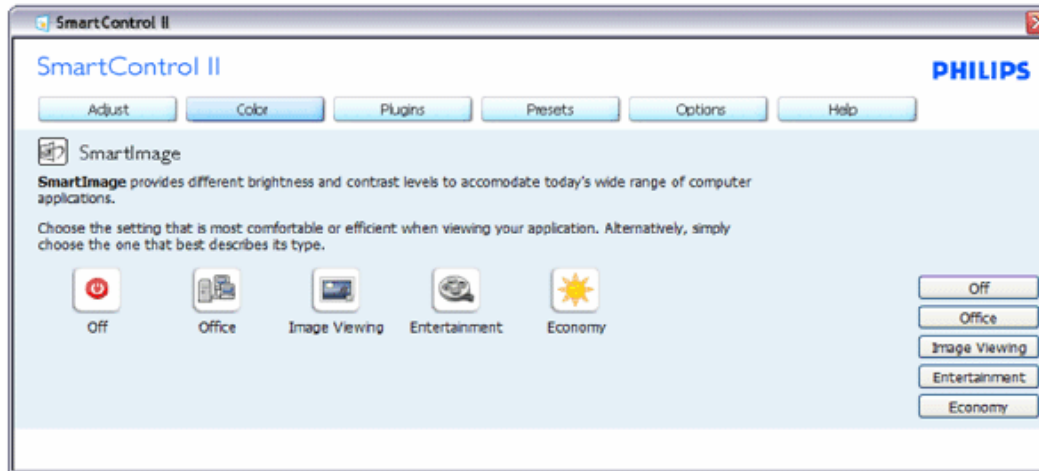 SmartControl II
SmartControl II
PHILIPS
Adjust
Color
Plugins
Presets
Options
Help
SmartImage
SmartImage provides different brightness and contrast levels to accomodate today's wide range of computer
applications.
Choose the setting that is most comfortable or efficient when viewing your application. Alternatively, simply
choose the one that best describes its type.
Off
Office
Image Viewing
Entertainment
Economy
Off
Office
Image Viewing
Entertainment
Economy